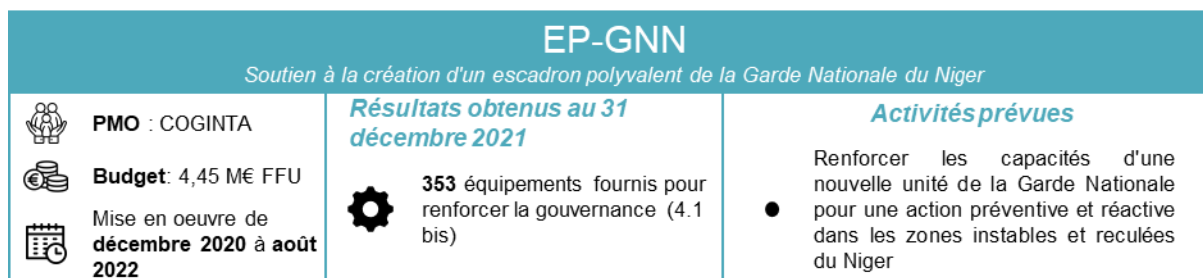 EP-GNN
Soutien à la création d'un escadron polyvalent de la Garde Nationale du Niger
PMO : COGINTA
Budget: 4,45 M€ FFU
Mise en oeuvre de
décembre 2020 à août
2022
Résultats obtenus au 31
décembre 2021
353 équipements fournis pour
renforcer la gouvernance (4.1
bis)
Activités prévues
Renforcer les capacités d'une
nouvelle unité de la Garde Nationale
pour une action préventive et réactive
dans les zones instables et reculées
du Niger